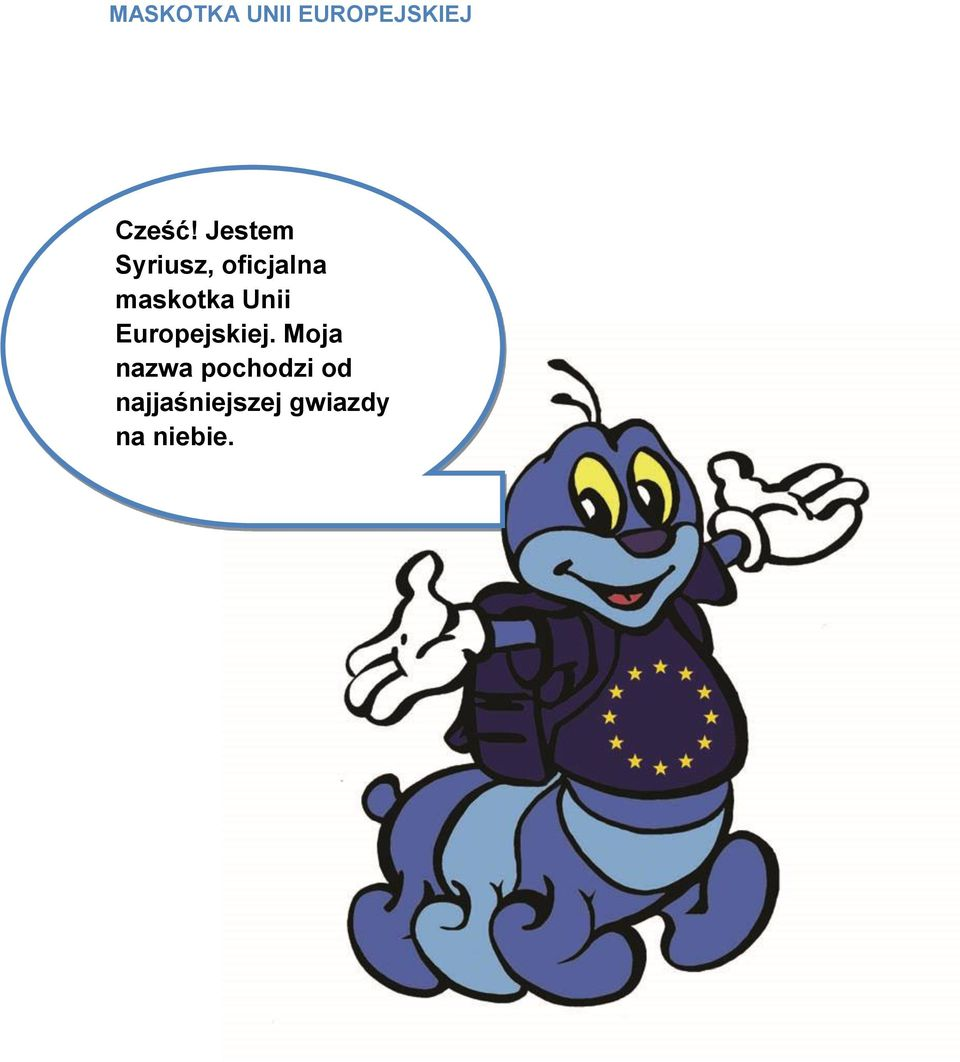 MASKOTKA UNII EUROPEJSKIEJ
Cześć! Jestem
Syriusz, oficjalna
maskotka Unii
Europejskiej. Moja
nazwa pochodzi od
najjaśniejszej gwiazdy
na niebie.